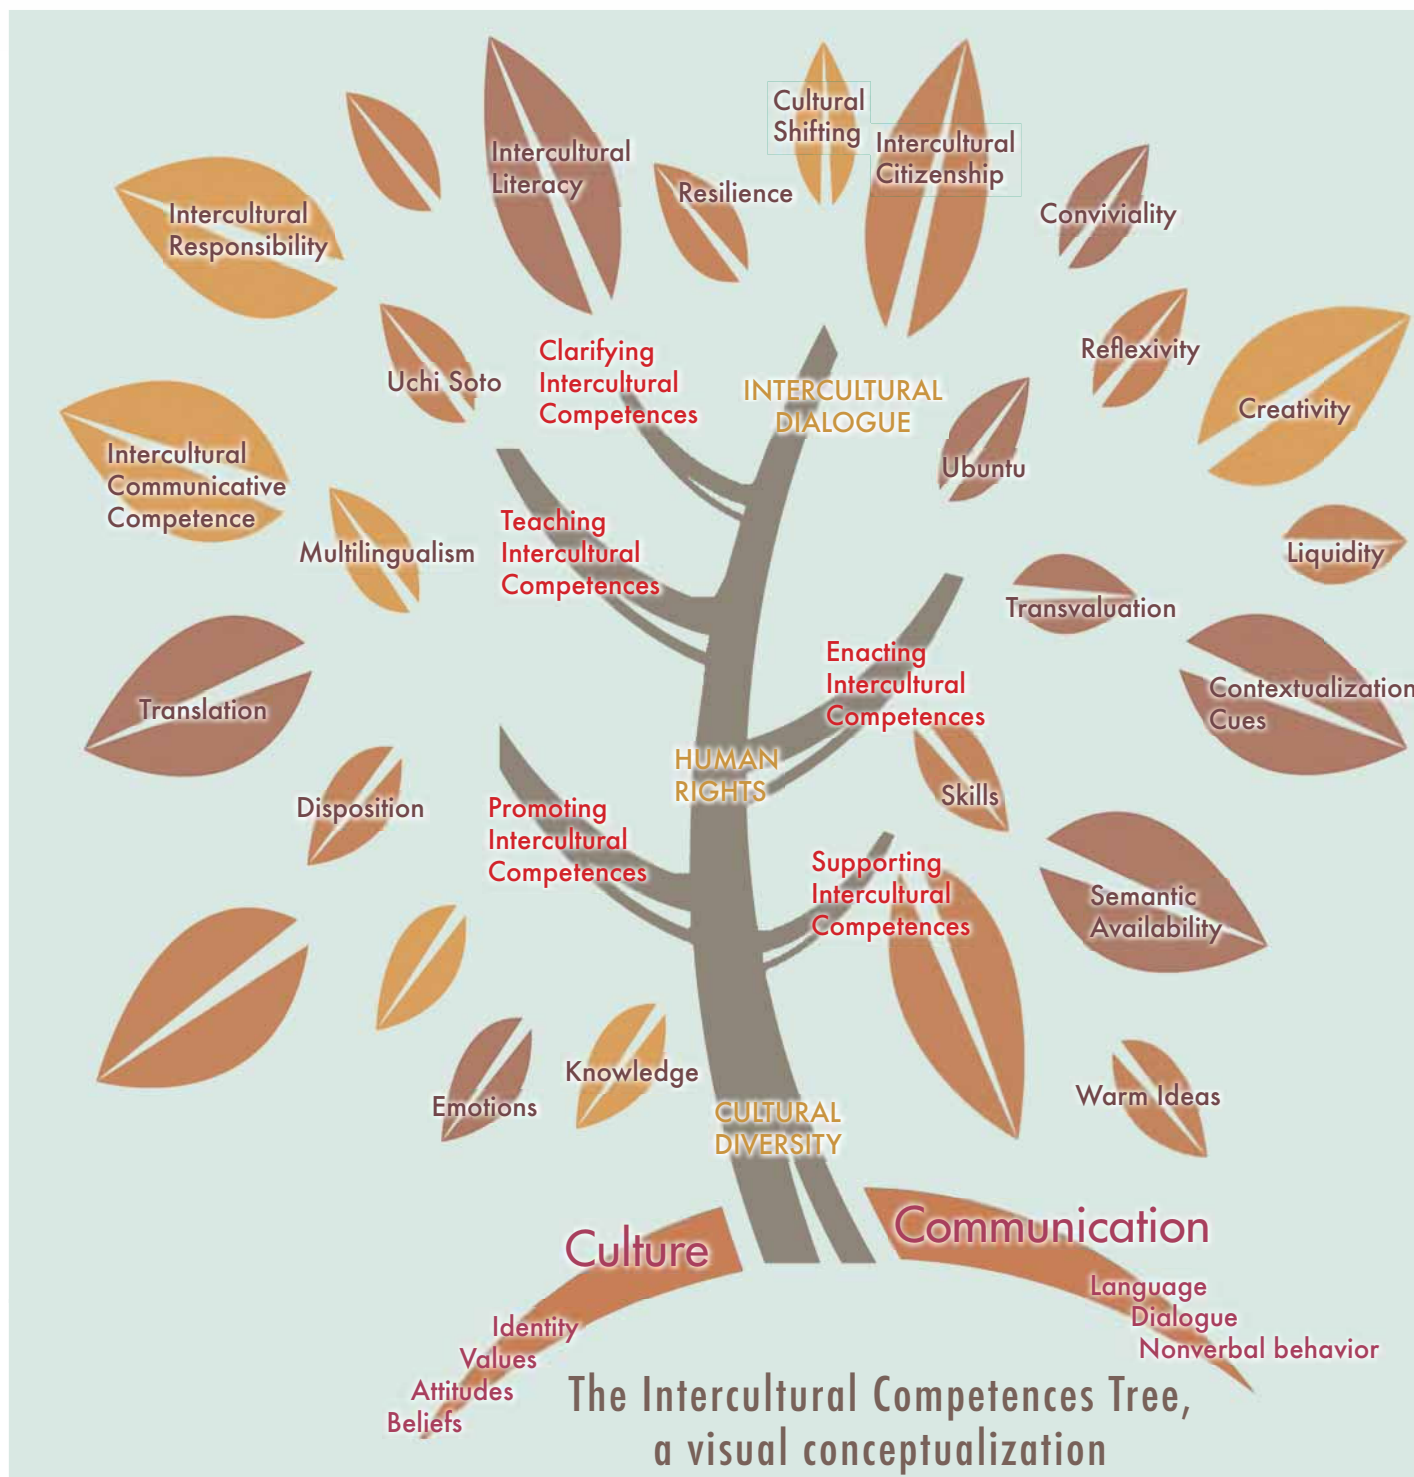 Cultural
Shifting
Intercultural
Citizenship
Intercultural
Literacy
Resilience
Conviviality
Intercultural
Responsibility
Reflexivity
Clarifying
Intercultural
Competences
Uchi Soto
INTERCULTURAL
DIALOGUE
Creativity
Intercultural
Communicative
Competence
Ubuntu
Teaching
Intercultural
Competences
Multilingualism
Liquidity
Transvaluation
Enacting
Intercultural
Competences
Translation
Contextualization
Cues
HUMAN
RIGHTS
Disposition
Skills
Promoting
Intercultural
Competences
Supporting
Intercultural
Competences
Semantic
Availability
Knowledge
Emotions
Warm Ideas
CULTURAL
DIVERSITY
Culture
Communication
Identity
Values
Attitudes
Beliefs
Language
Dialogue
Nonverbal behavior
The Intercultural Competences Tree,
a visual conceptualization